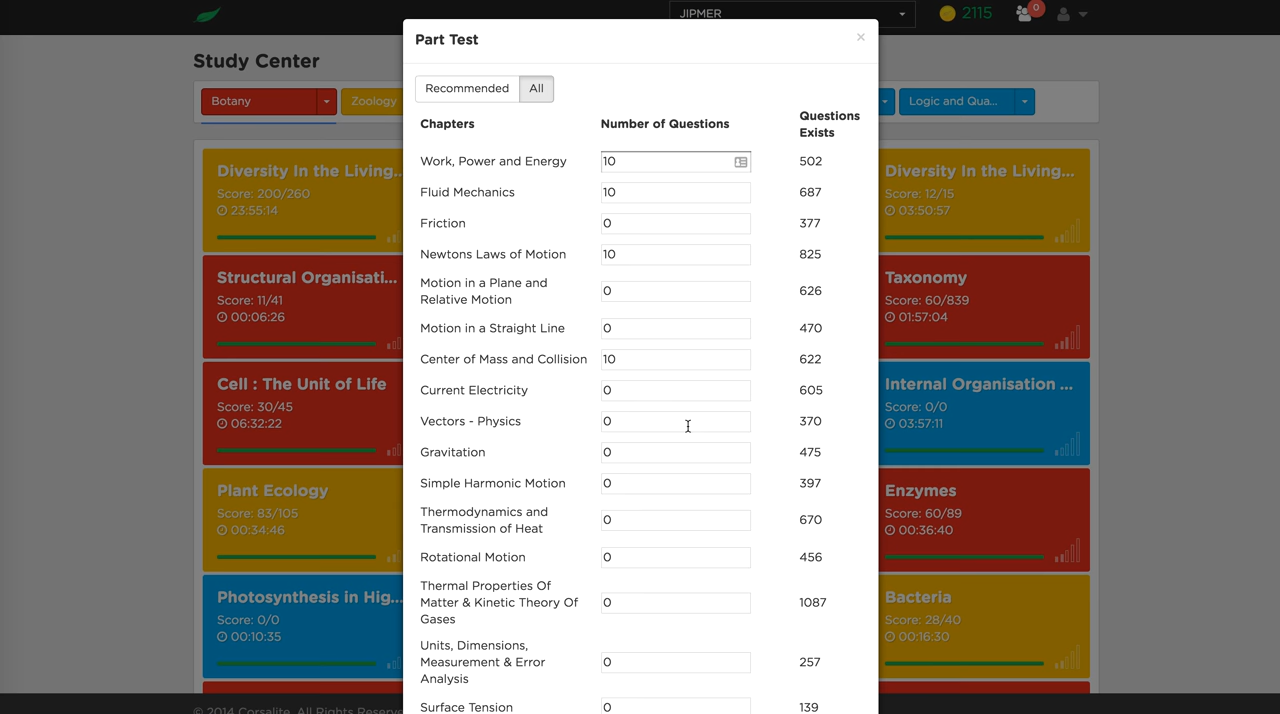 JIPMER
2115
0
Study Center
Botany
Zoology
Logic and Qua...
Diversity In the Living...
Score: 200/260
23:55:14
Structural Organisati...
Score: 11/41
00:06:26
Cell : The Unit of Life
Score: 30/45
06:32:22
Plant Ecology
Score: 83/105
00:34:46
Photosynthesis in Hig...
Score: 0/0
00:10:35
Part Test
×
Recommended
All
Chapters
Number of Questions
Questions
Exists
Work, Power and Energy
10
502
Fluid Mechanics
10
687
Friction
0
377
Newtons Laws of Motion
10
825
Motion in a Plane and
Relative Motion
0
626
Motion in a Straight Line
0
470
Center of Mass and Collision
10
622
Current Electricity
0
605
Vectors - Physics
0
370
Gravitation
0
475
Simple Harmonic Motion
0
397
Thermodynamics and
Transmission of Heat
0
670
Rotational Motion
0
456
Thermal Properties Of
Matter & Kinetic Theory Of
Gases
0
1087
Units, Dimensions,
Measurement & Error
Analysis
0
257
Surface Tension
0
139
Diversity In the Living...
Score: 12/15
03:50:57
Taxonomy
Score: 60/839
01:57:04
Internal Organisation ...
Score: 0/0
03:57:11
Enzymes
Score: 60/89
00:36:40
Bacteria
Score: 28/40
00:16:30
© 2014 Corsalite. All Rights Reserve